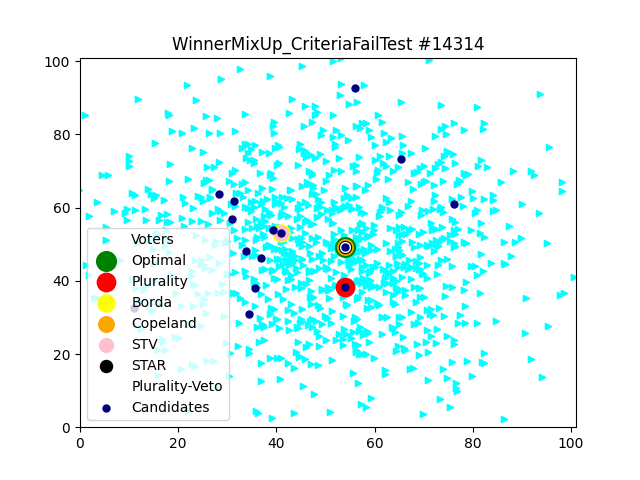 WinnerMixUp_CriteriaFailTest #14314
100
80
60
40
20
0
0
20
40
60
80
100
Voters
Optimal
Plurality
Borda
Copeland
STV
STAR
Plurality-Veto
Candidates